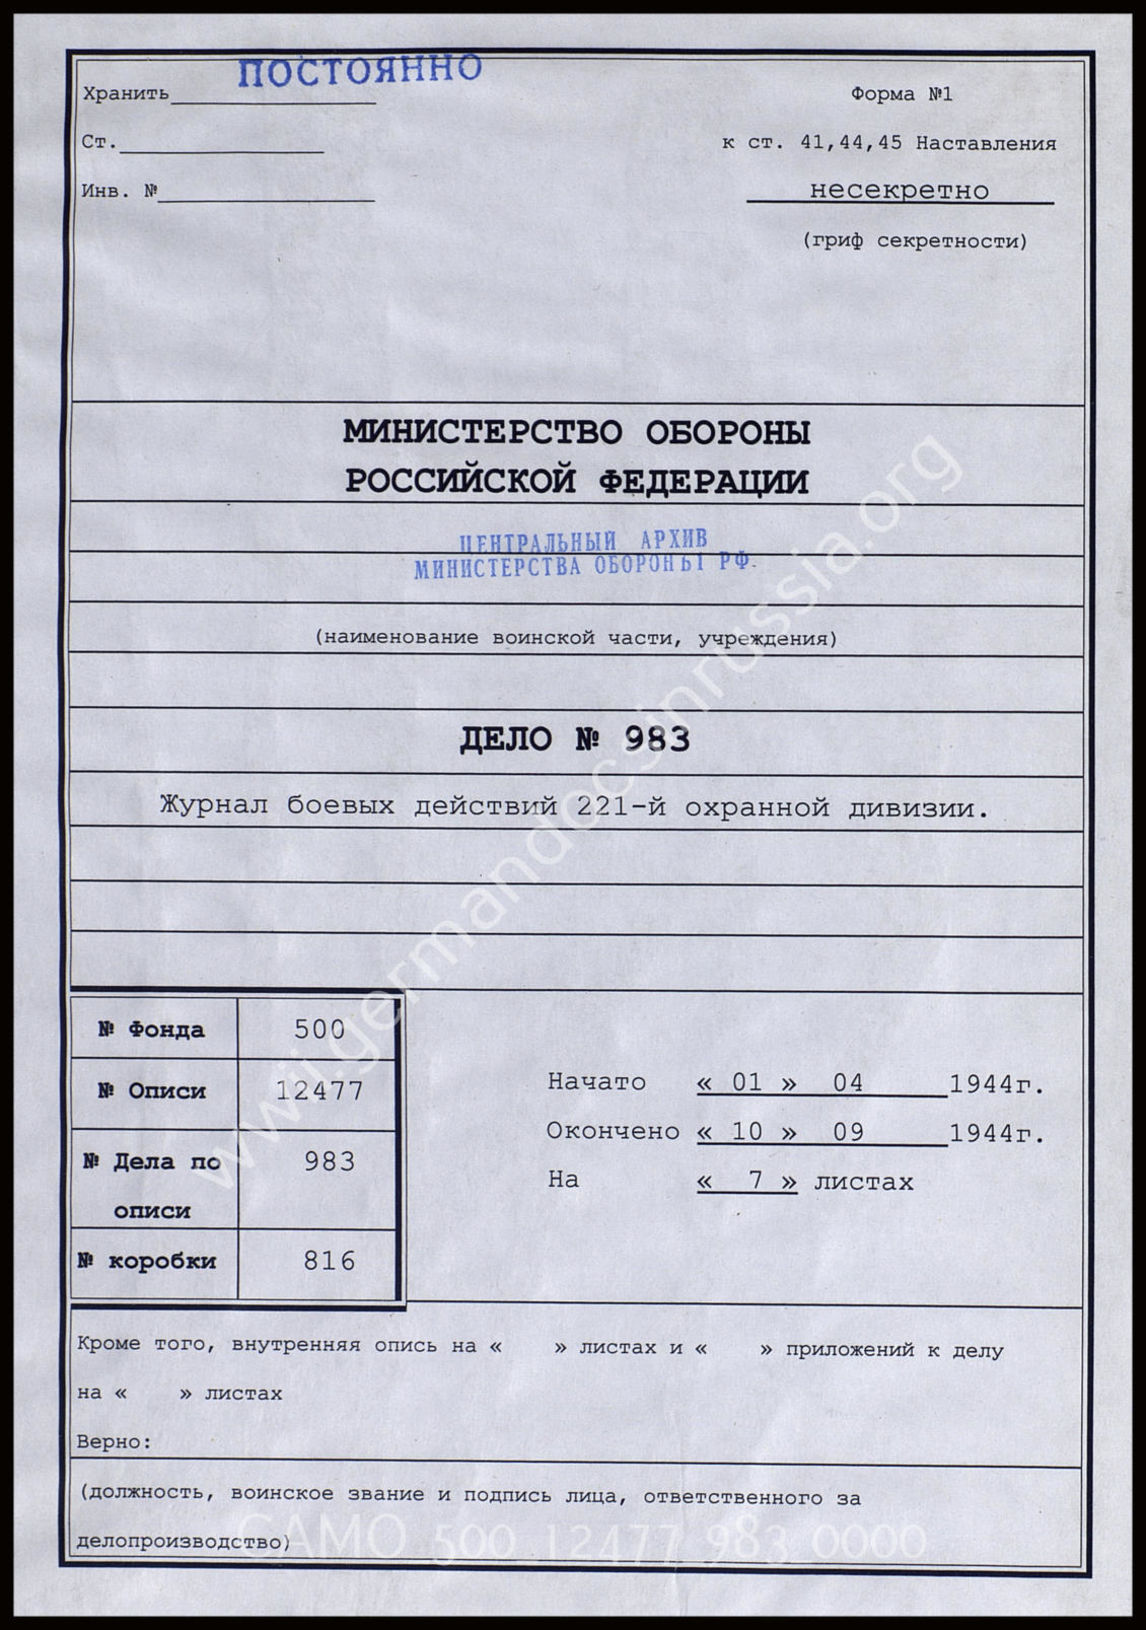 ПОСТОЯННО
Хранить
Форма №1
Ст.
к ст. 41,44,45 Наставления
Инв. №
несекретно
(гриф секретности)
МИНИСТЕРСТВО ОБОРОНЫ
РОССИЙСКОЙ ФЕДЕРАЦИИ
ЦЕНТРАЛЬНЫЙ АРХИВ
МИНИСТЕРСТВА ОБОРОНЫ РФ.
(наименование воинской части, учреждения)
ДЕЛО № 983
Журнал боевых действий 221-й охранной дивизии.
№ Фонда 500
№ Описи 12477
№ Дела по описи 983
№ коробки 816
Начато « 01 » 04 1944г.
Окончено « 10 » 09 1944г.
На « 7 » листах
Кроме того, внутренняя опись на « » листах и « » приложений к делу
на « » листах
Верно:
(должность, воинское звание и подпись лица, ответственного за
делопроизводство)
www.germandocsinrussia.org
CAMO 500 12477 983 0000